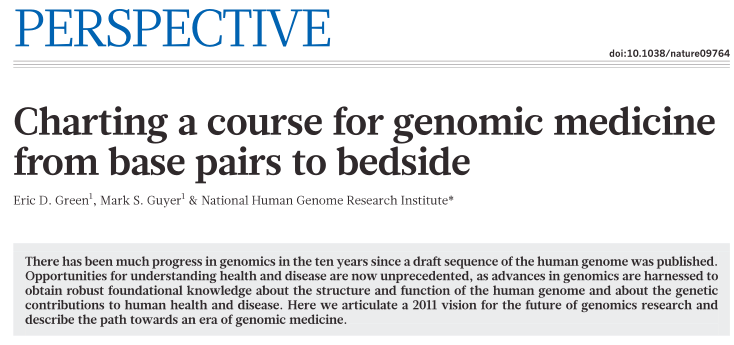 PERSPECTIVE
doi:10.1038/nature09764
Charting a course for genomic medicine
from base pairs to bedside
Eric D. Green1, Mark S. Guyer1 & National Human Genome Research Institute*
There has been much progress in genomics in the ten years since a draft sequence of the human genome was published.
Opportunities for understanding health and disease are now unprecedented, as advances in genomics are harnessed to
obtain robust foundational knowledge about the structure and function of the human genome and about the genetic
contributions to human health and disease. Here we articulate a 2011 vision for the future of genomics research and
describe the path towards an era of genomic medicine.